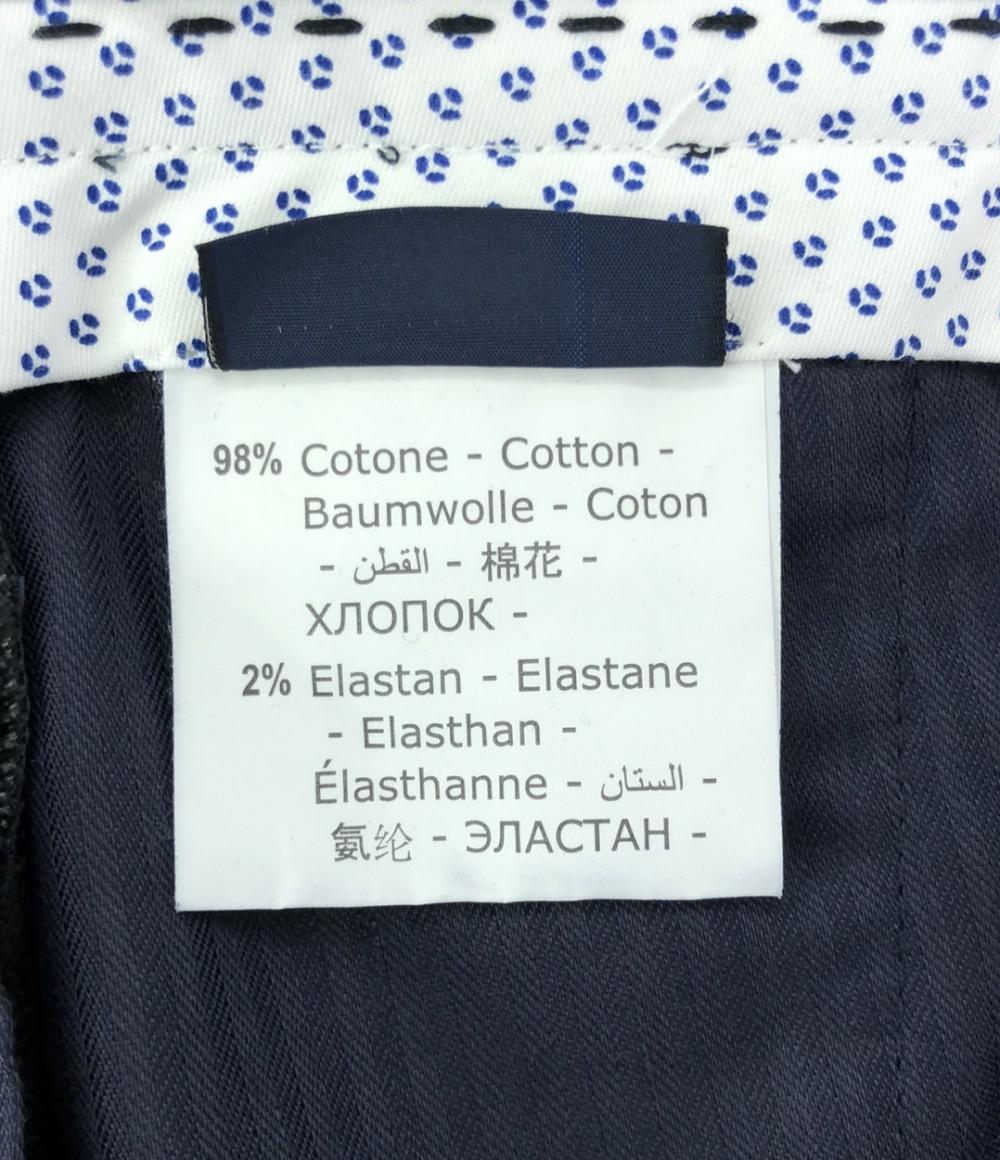 98% Cotone - Cotton -
Baumwolle - Coton
- القطن - 棉花 -
ХЛОПОК -
2% Elastan - Elastane
- Elasthan -
Élasthanne - الستان -
氨纶 - ЭЛАСТАН -